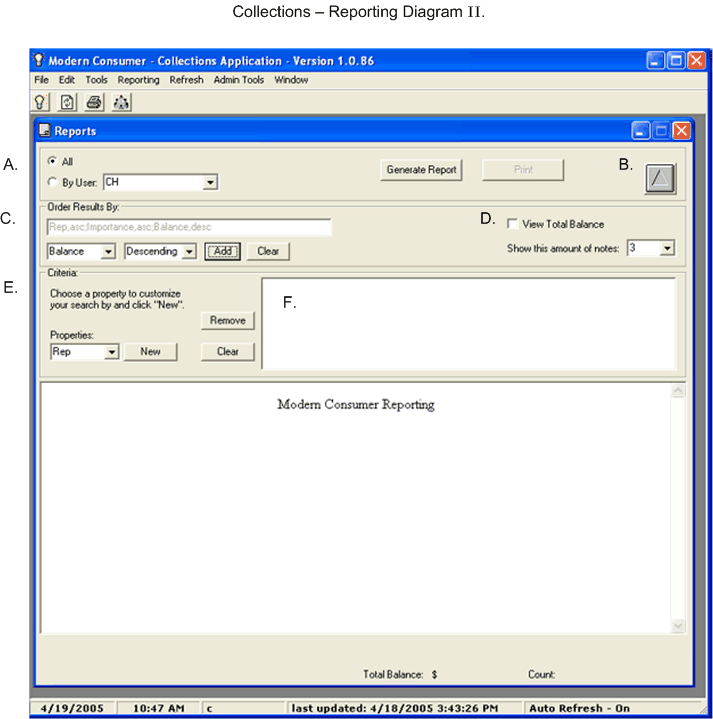 Collections – Reporting Diagram II.
Modern Consumer - Collections Application - Version 1.0.86
File Edit Tools Reporting Refresh Admin Tools Window
Reports
A.
All
By User: CH
Generate Report
Print
B.
C.
Order Results By:
Rep,asc;Importance,asc;Balance,desc
Balance Descending Add Clear
D.
View Total Balance
Show this amount of notes: 3
E.
Criteria:
Choose a property to customize
your search by and click "New".
Remove
Properties:
Rep New Clear
F.
Modern Consumer Reporting
Total Balance: $ Count:
4/19/2005 10:47 AM c last updated: 4/18/2005 3:43:26 PM Auto Refresh - On